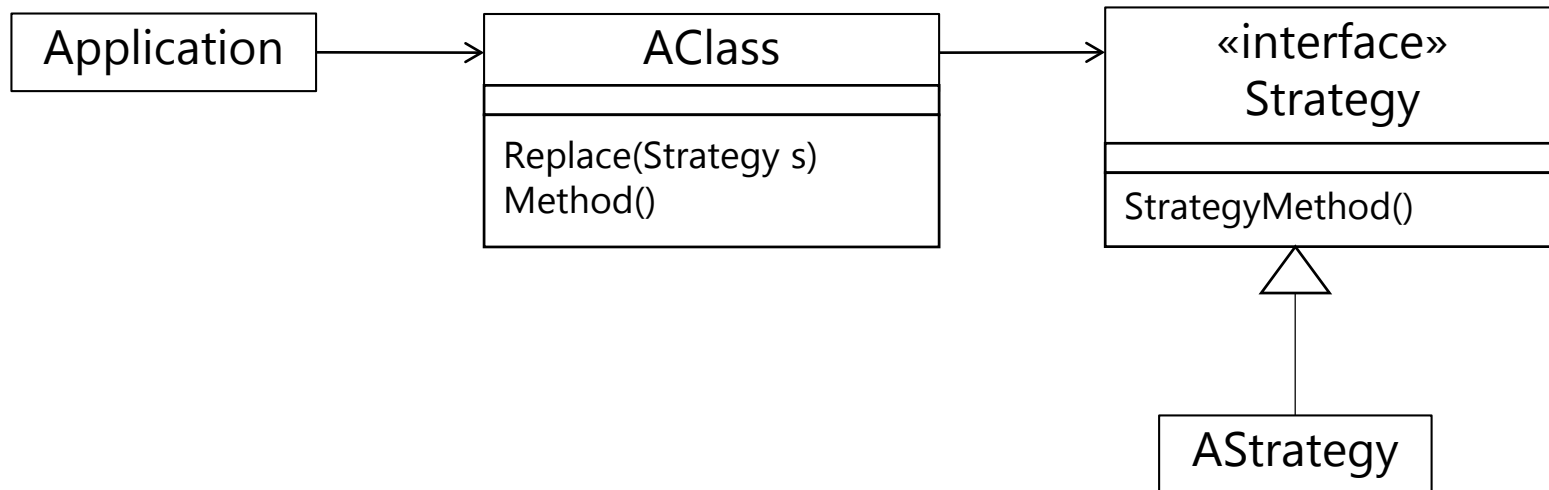 Application
AClass
Replace(Strategy s)
Method()
«interface»
Strategy
StrategyMethod()
AStrategy